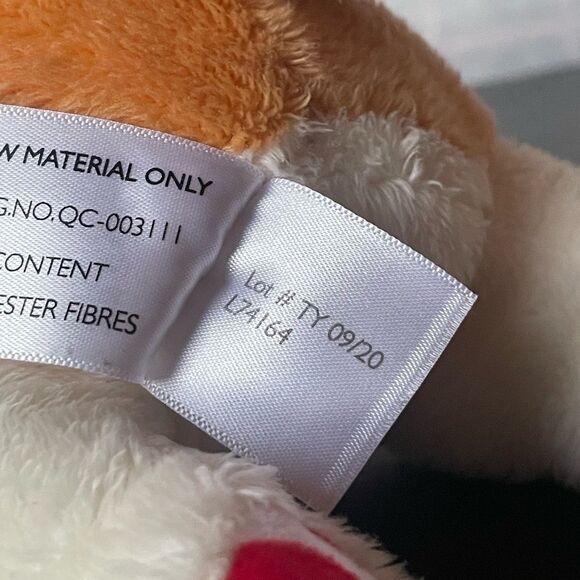 W MATERIAL ONLY
G.NO.QC-003111
CONTENT
ESTER FIBRES
Lot # TY 09/20
L74164